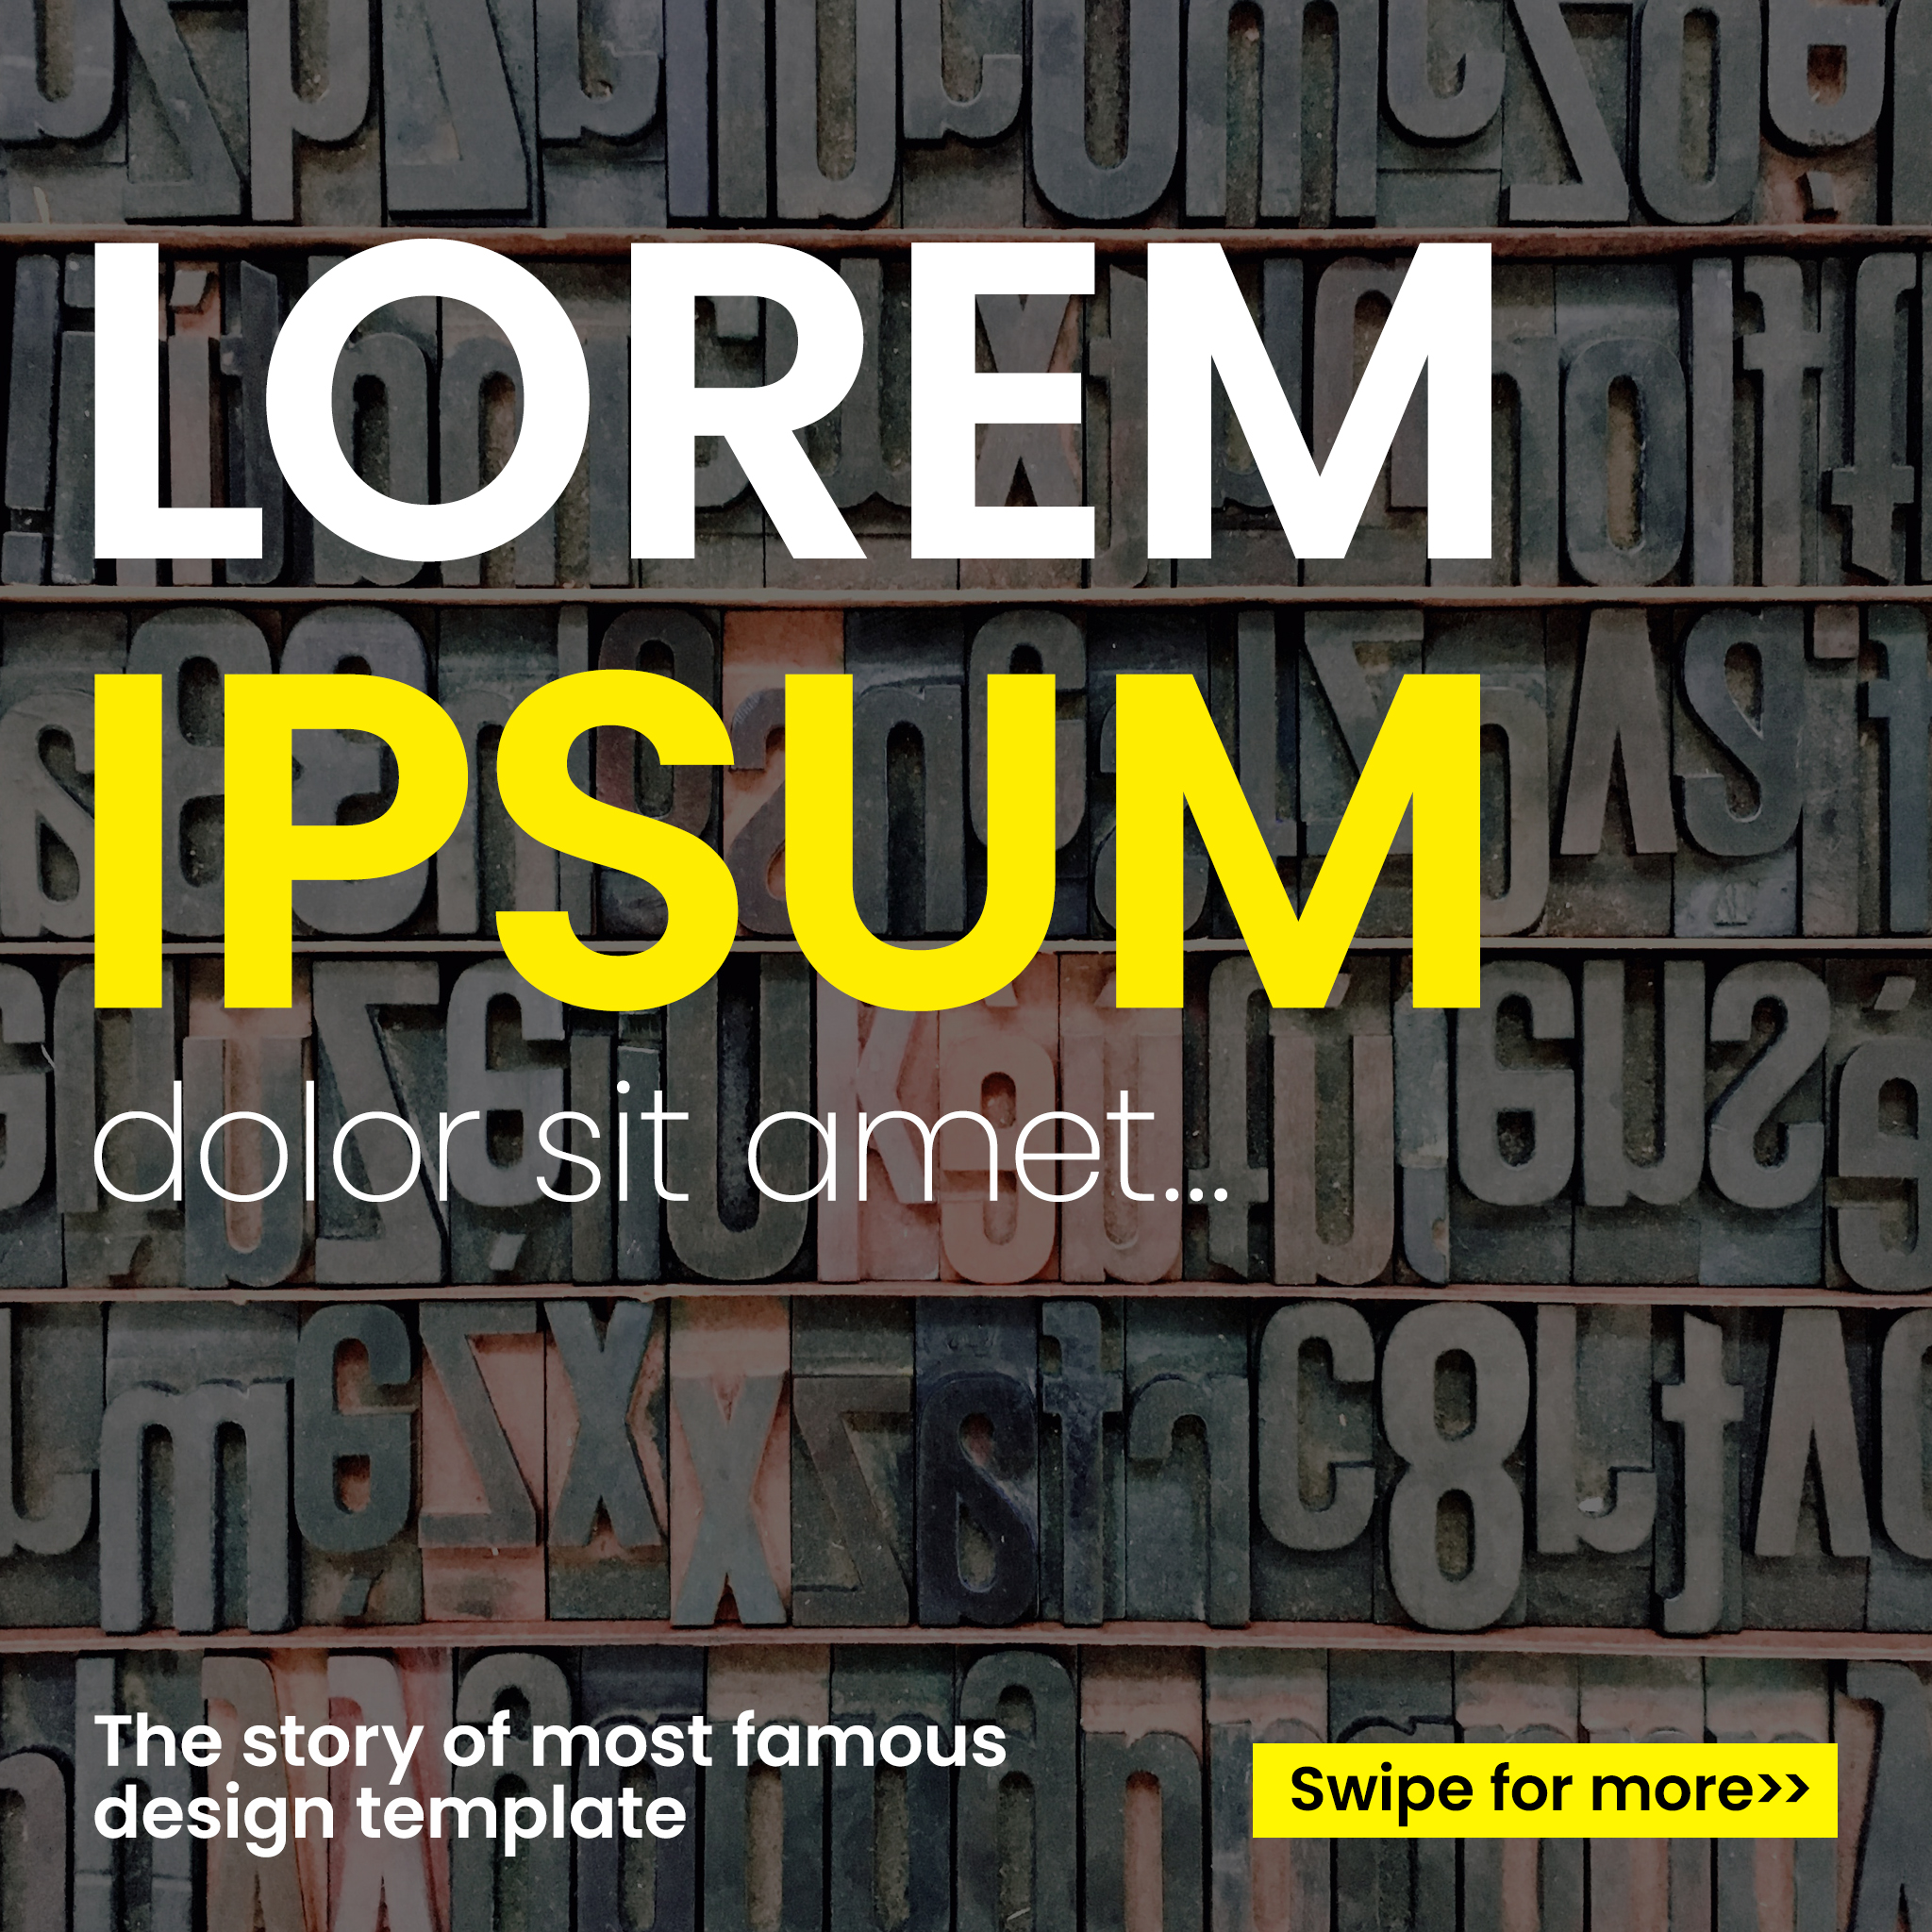 LOREM
IPSUM
dolor sit amet...
The story of most famous
design template
Swipe for more>>